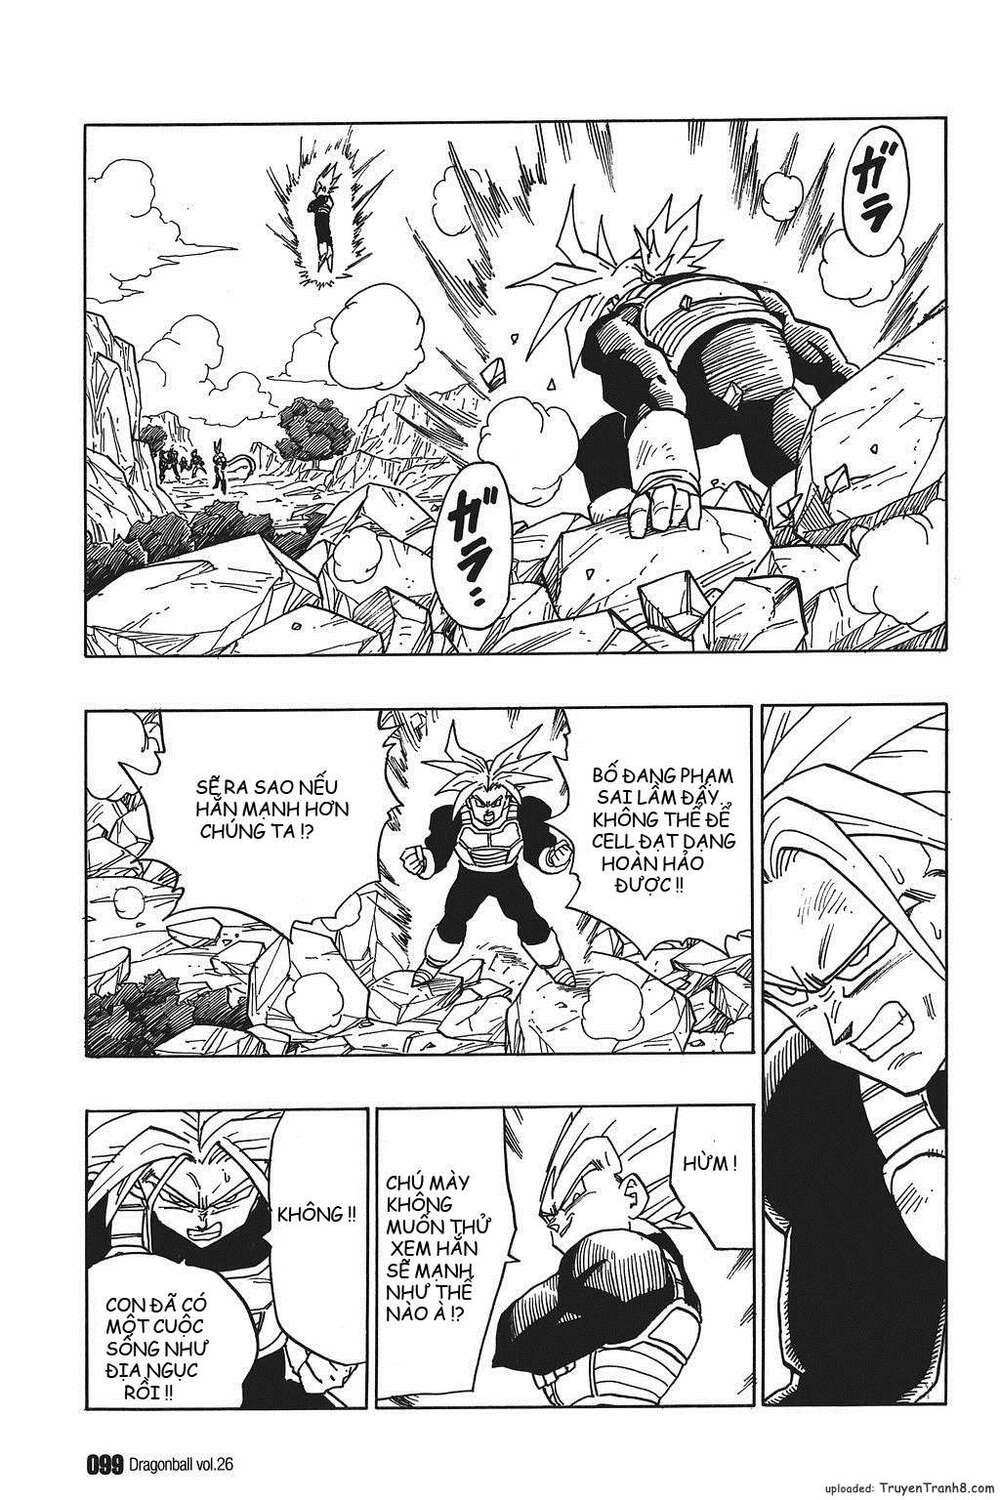 ガラ
ガラ…
BỐ ĐANG PHẠM
SAI LẦM ĐẤY
KHÔNG THỂ ĐỂ
CELL ĐẠT DẠNG
HOÀN HẢO
ĐƯỢC !!
SẼ RA SAO NẾU
HẮN MẠNH HƠN
CHÚNG TA !?
HỪM !
CHÚ MÀY
KHÔNG
MUỐN THỬ
XEM HẮN
SẼ MẠNH
NHƯ THẾ
NÀO À !?
KHÔNG !!
CON ĐÃ CÓ
MỘT CUỘC
SỐNG NHƯ
ĐỊA NGỤC
RỒI !!
099 Dragonball vol.26
uploaded: TruyenTranh8.com